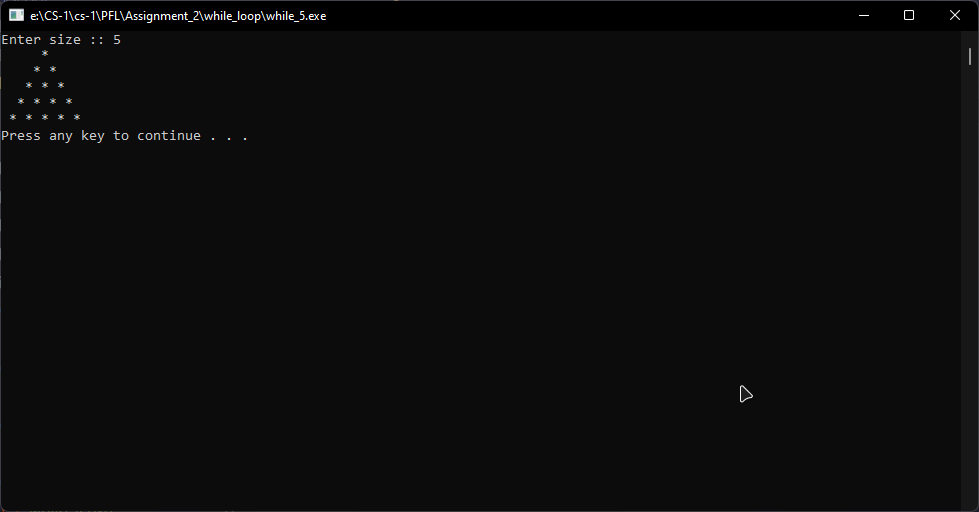 e:\CS-1\cs-1\PFL\Assignment_2\while_loop\while_5.exe
Enter size :: 5
     *
    * *
   * * *
  * * * *
 * * * * *
Press any key to continue . . .